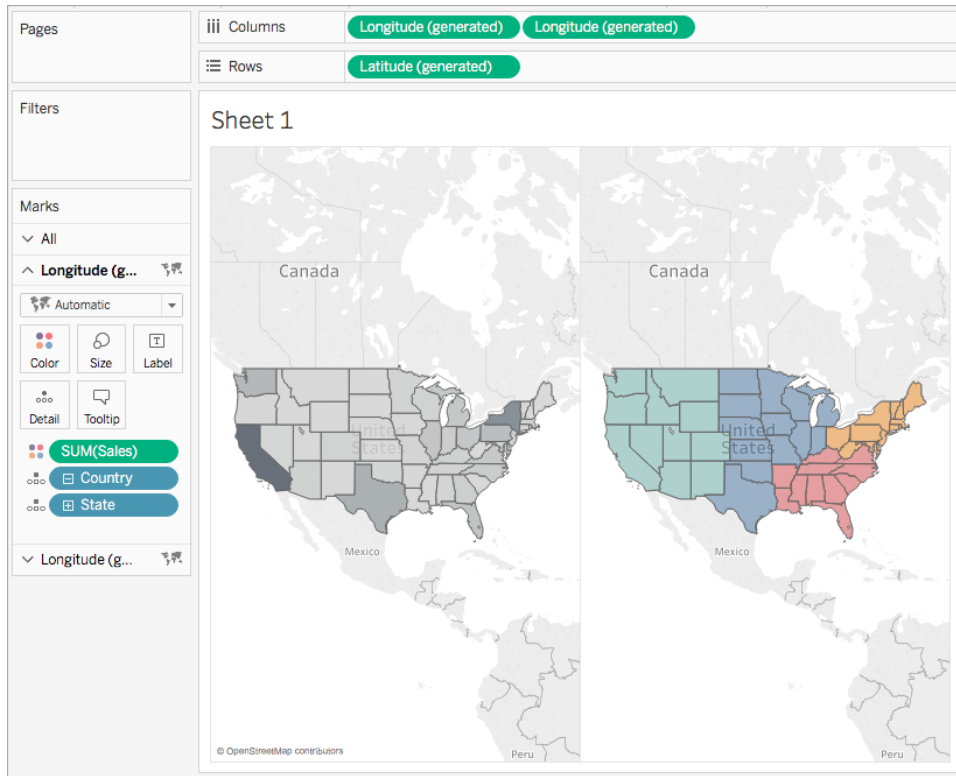 Pages
Columns
Longitude (generated) Longitude (generated)
Rows
Latitude (generated)
Filters
Marks
All
Longitude (g...
Automatic
Color Size Label
Detail Tooltip
SUM(Sales)
Country
State
Longitude (g...
Sheet 1
Canada
United
States
Mexico
Peru
© OpenStreetMap contributors
Canada
United
States
Mexico
Peru